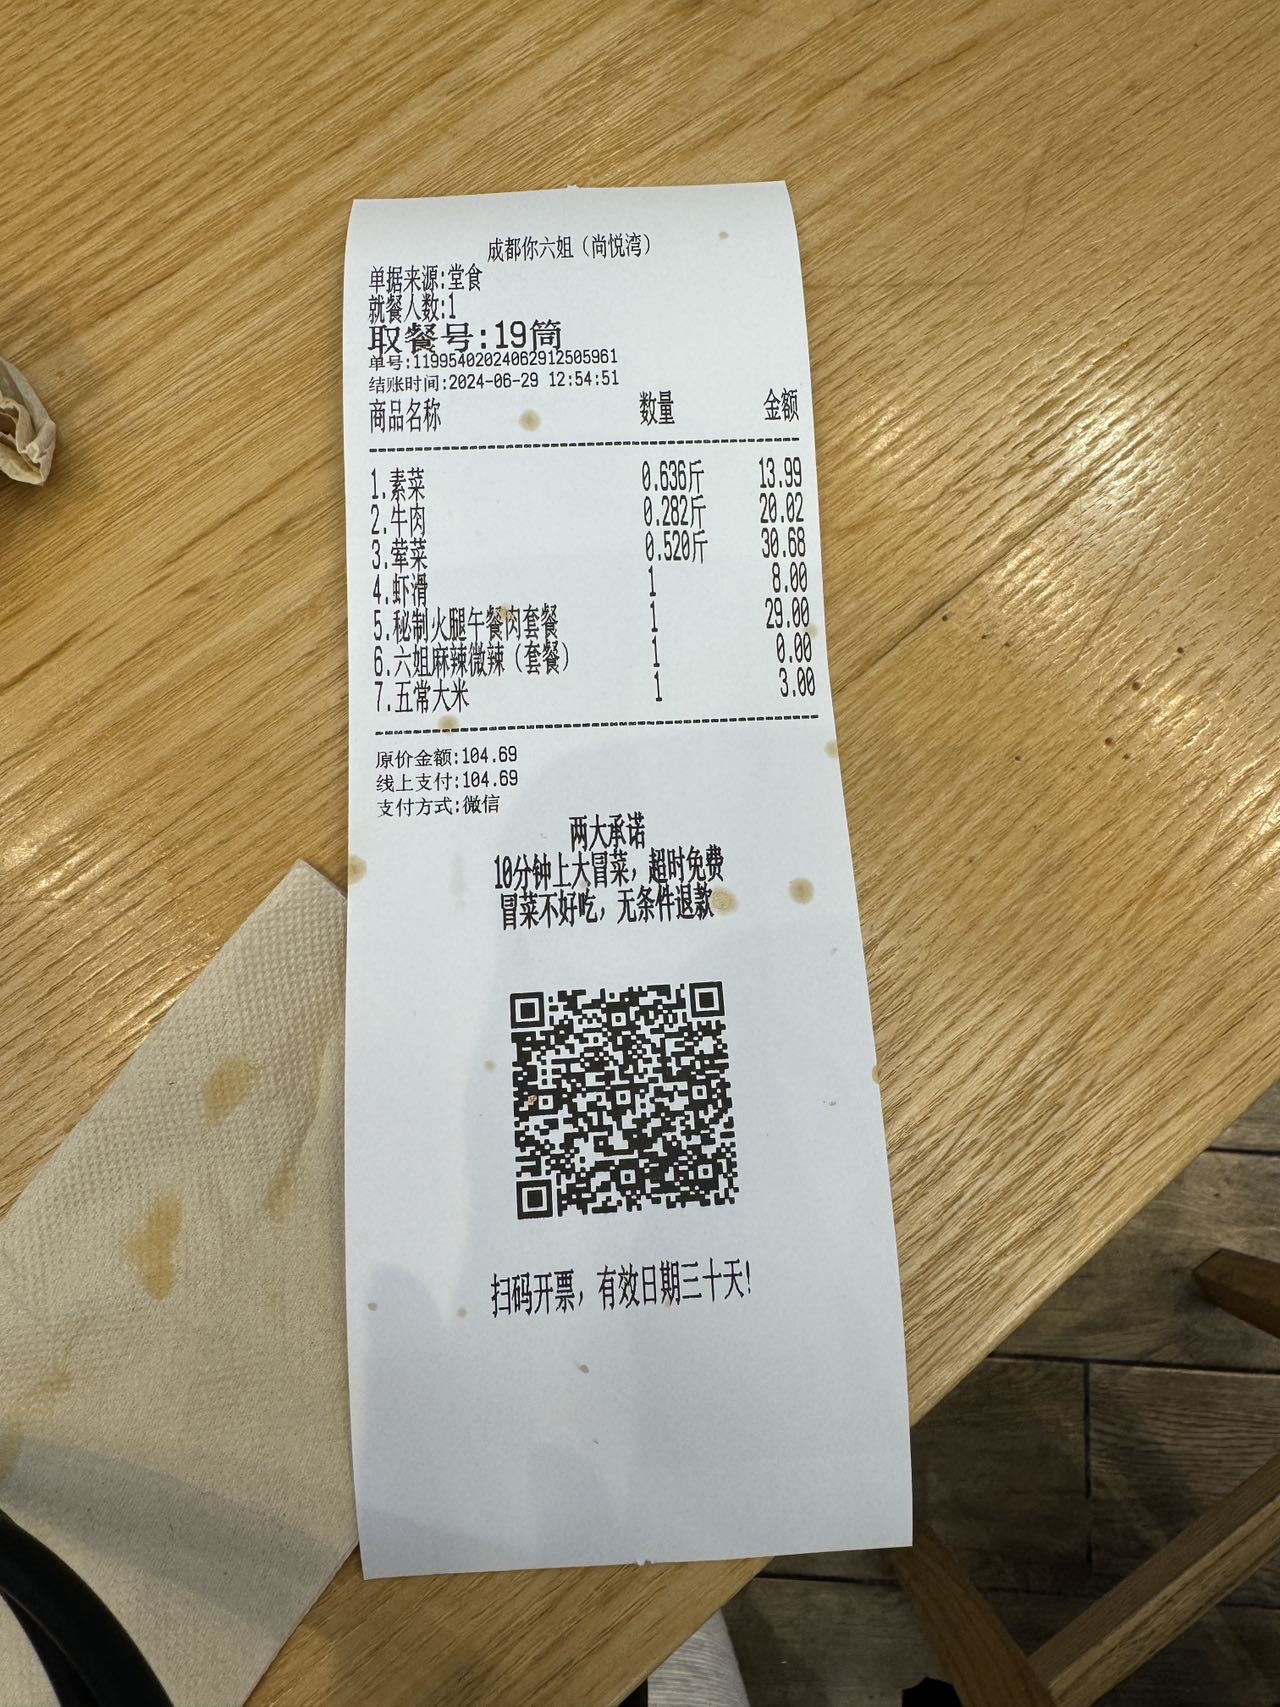 成都你六姐（尚悦湾）
单据来源:堂食
就餐人数:1
取餐号:19筒
单号:11995402024062912505961
结账时间:2024-06-29 12:54:51
商品名称 数量 金额
1.素菜 0.636斤 13.99
2.牛肉 0.282斤 20.02
3.荤菜 0.520斤 30.68
4.虾滑 1 8.00
5.秘制火腿午餐肉套餐 1 29.00
6.六姐麻辣微辣（套餐） 1 0.00
7.五常大米 1 3.00
原价金额:104.69
线上支付:104.69
支付方式:微信
两大承诺
10分钟上大冒菜，超时免费
冒菜不好吃，无条件退款
扫码开票，有效日期三十天!